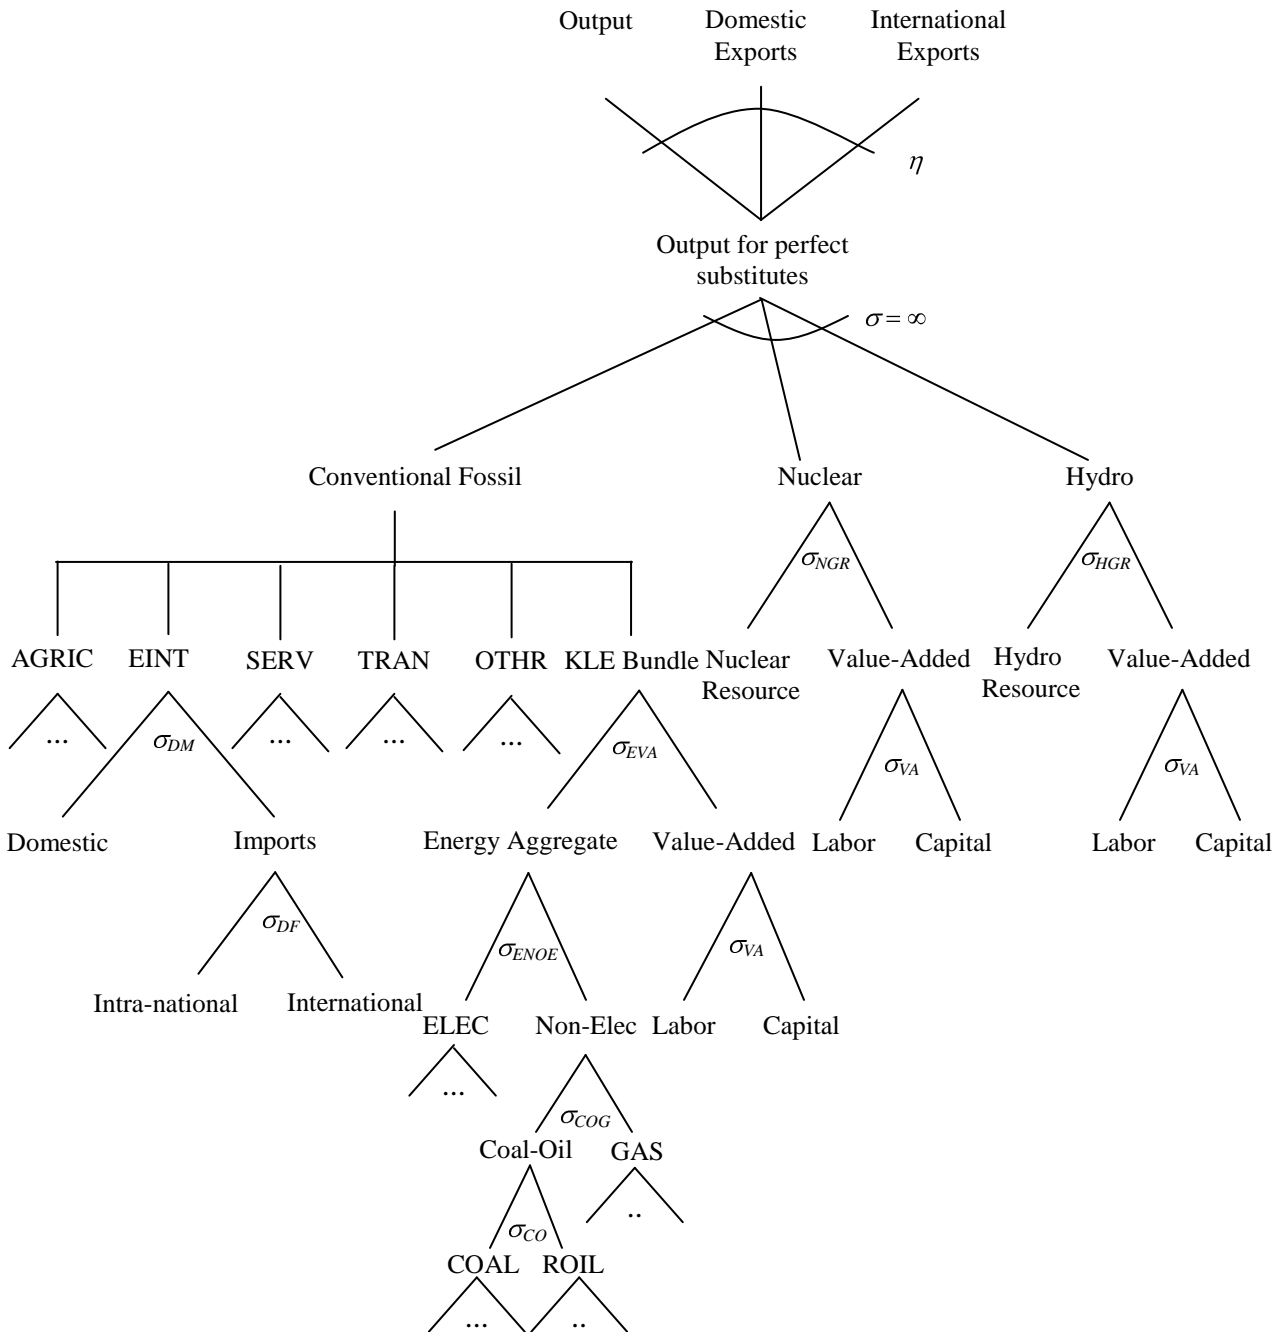 Output
Domestic
Exports
International
Exports
η
Output for perfect
substitutes
σ = ∞
Conventional Fossil
Nuclear
Hydro
σNGR
σHGR
AGRIC
EINT
SERV
TRAN
OTHR
KLE Bundle
Nuclear
Resource
Value-Added
Hydro
Resource
Value-Added
...
σDM
...
...
...
σEVA
σVA
σVA
Domestic
Imports
Energy Aggregate
Value-Added
Labor
Capital
Labor
Capital
σDF
σENOE
σVA
Intra-national
International
ELEC
Non-Elec
Labor
Capital
...
σCOG
Coal-Oil
GAS
..
σCO
COAL
ROIL
...
..